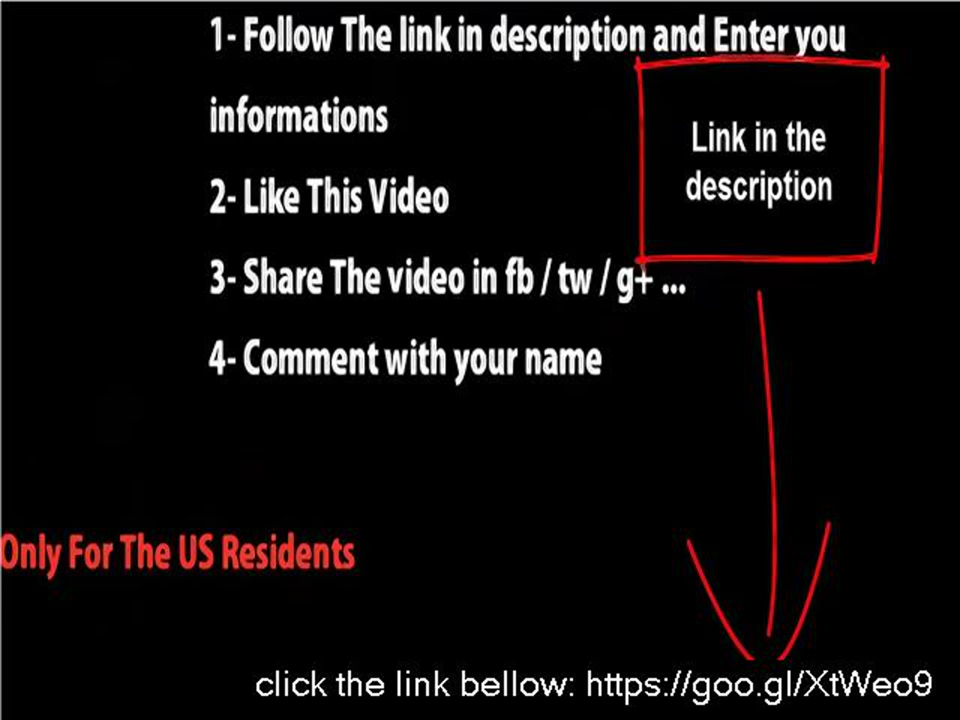 1- Follow The link in description and Enter you
informations
Link in the
description
2- Like This Video
3- Share The video in fb / tw / g+ ...
4- Comment with your name
Only For The US Residents
click the link bellow: https://goo.gl/XtWeo9